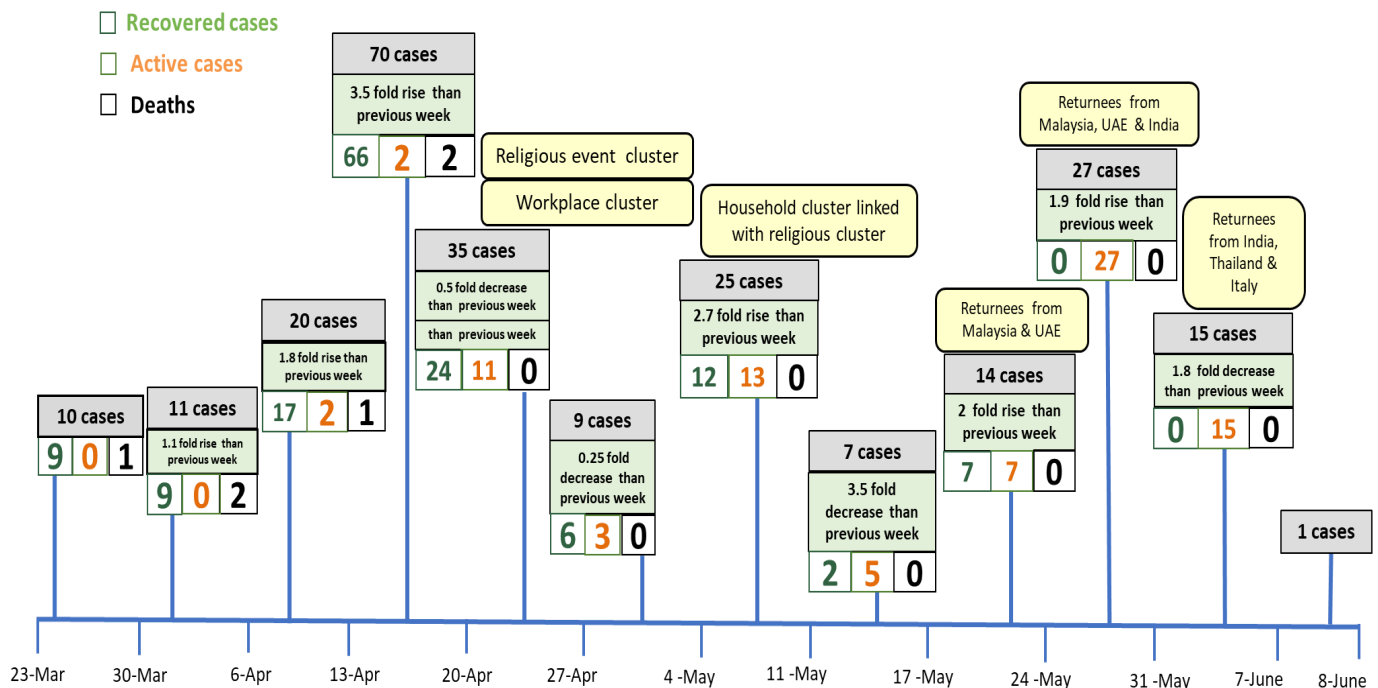 Recovered cases
Active cases
Deaths
10 cases
9 0 1
11 cases
1.1 fold rise than
previous week
9 0 2
20 cases
1.8 fold rise than
previous week
17 2 1
70 cases
3.5 fold rise than
previous week
66 2 2
Religious event cluster
Workplace cluster
35 cases
0.5 fold decrease
than previous week
than previous week
24 11 0
9 cases
0.25 fold
decrease than
previous week
6 3 0
Household cluster linked
with religious cluster
25 cases
2.7 fold rise than
previous week
12 13 0
7 cases
3.5 fold
decrease than
previous week
2 5 0
Returnees from
Malaysia & UAE
14 cases
2 fold rise than
previous week
7 7 0
Returnees from
Malaysia, UAE & India
27 cases
1.9 fold rise than
previous week
0 27 0
Returnees
from India,
Thailand &
Italy
15 cases
1.8 fold decrease
than previous week
0 15 0
1 cases
23-Mar 30-Mar 6-Apr 13-Apr 20-Apr 27-Apr 4 -May 11 -May 17-May 24-May 31-May 7-June 8-June